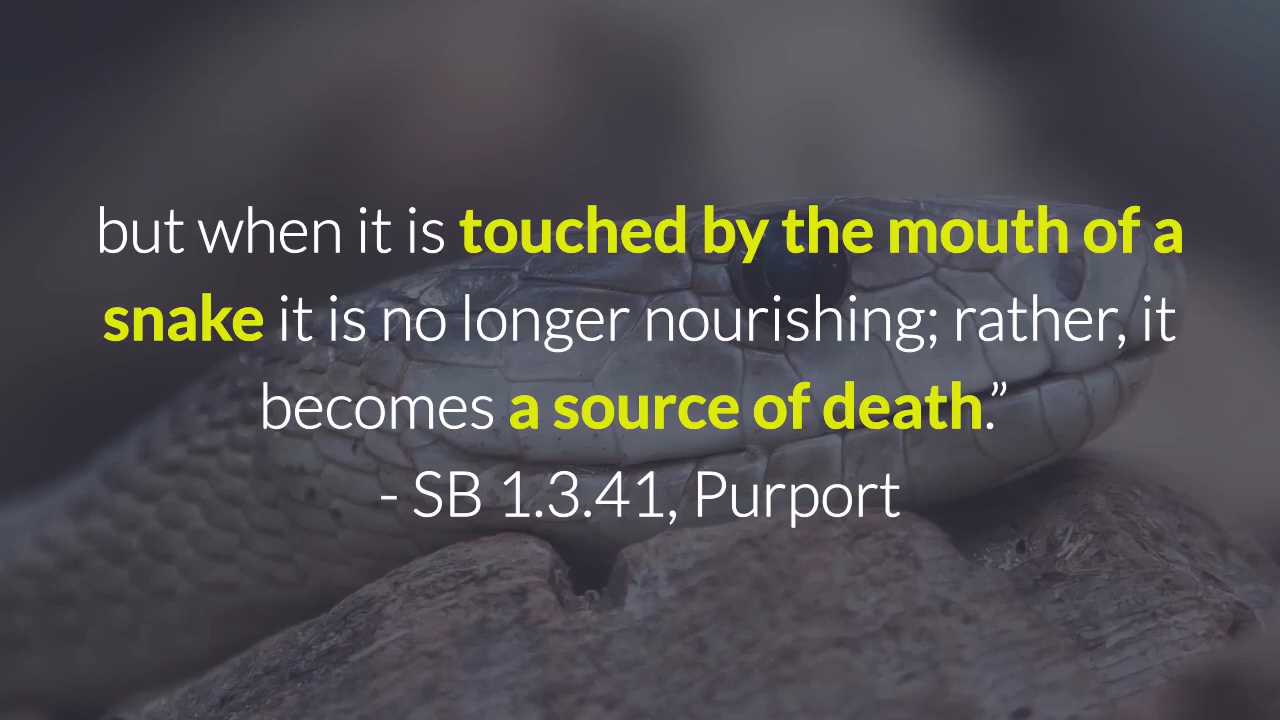 but when it is touched by the mouth of a
snake it is no longer nourishing; rather, it
becomes a source of death.”
- SB 1.3.41, Purport